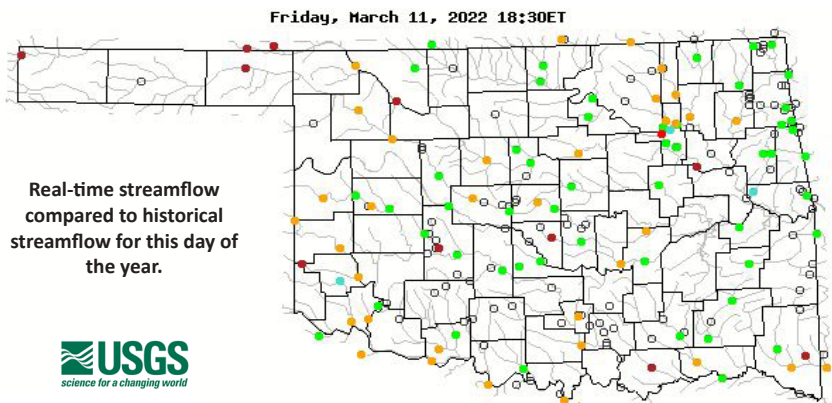 Friday, March 11, 2022 18:30ET
Real-time streamflow
compared to historical
streamflow for this day of
the year.
USGS
science for a changing world